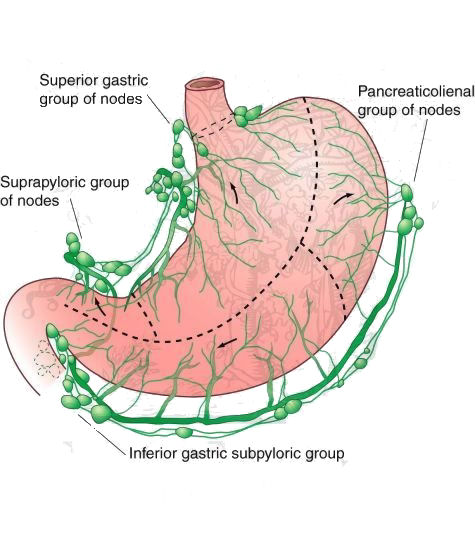 Superior gastric
group of nodes
Pancreaticolienal
group of nodes
Suprapyloric group
of nodes
Inferior gastric subpyloric group